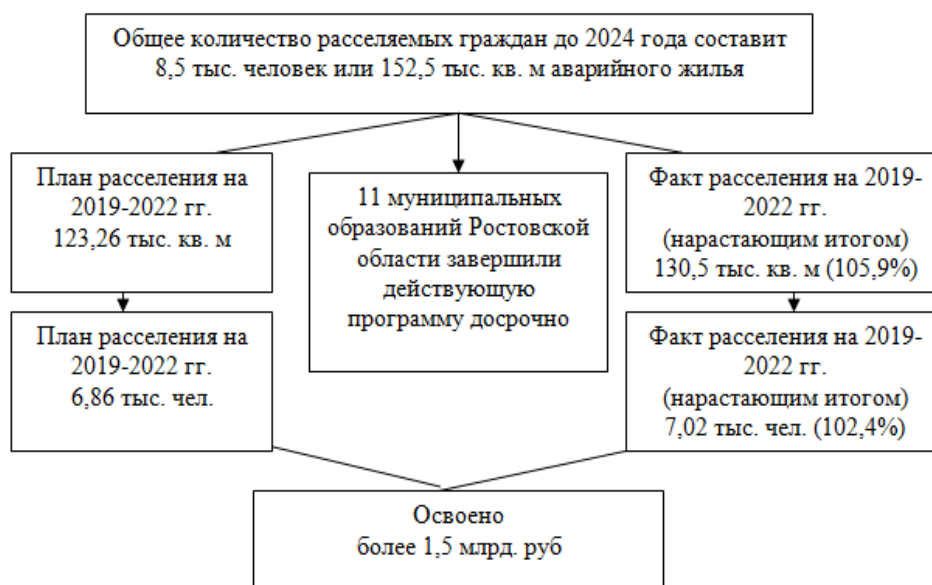 Общее количество расселяемых граждан до 2024 года составит
8,5 тыс. человек или 152,5 тыс. кв. м аварийного жилья
План расселения на
2019-2022 гг.
123,26 тыс. кв. м
11 муниципальных
образований Ростовской
области завершили
действующую
программу досрочно
Факт расселения на 2019-
2022 гг.
(нарастающим итогом)
130,5 тыс. кв. м (105,9%)
План расселения на
2019-2022 гг.
6,86 тыс. чел.
Факт расселения на 2019-
2022 гг.
(нарастающим итогом)
7,02 тыс. чел. (102,4%)
Освоено
более 1,5 млрд. руб